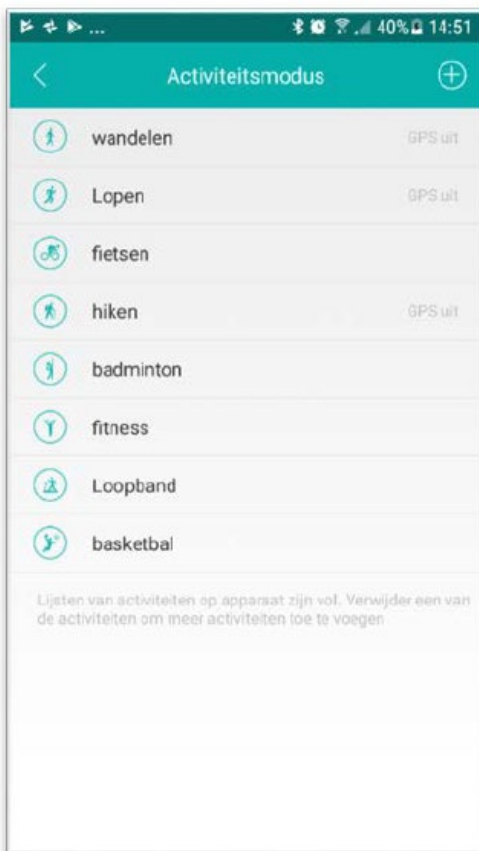 ... 40% 14:51
Activiteitsmodus
wandelen GPS uit
Lopen GPS uit
fietsen
hiken GPS uit
badminton
fitness
Loopband
basketbal
Lijsten van activiteiten op apparaat zijn vol. Verwijder een van
de activiteiten om meer activiteiten toe te voegen